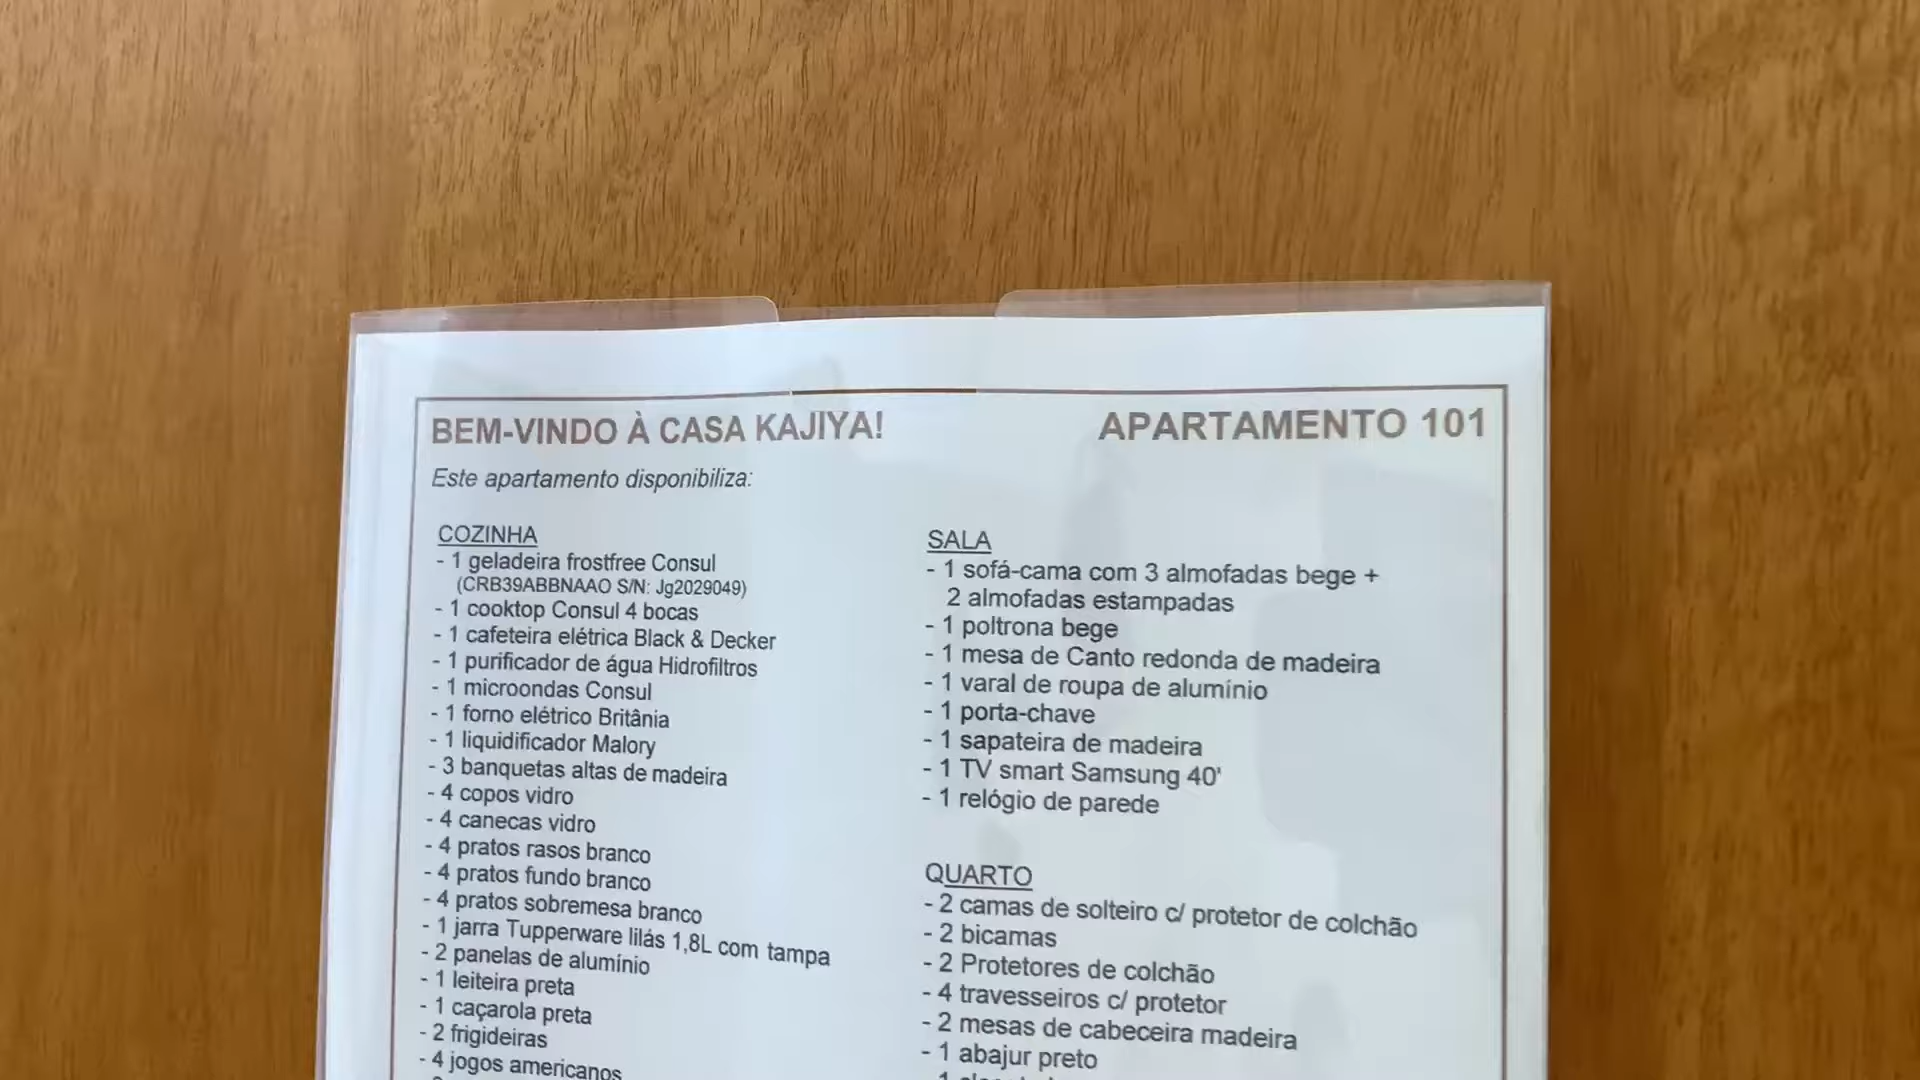 BEM-VINDO À CASA KAJIYA!
APARTAMENTO 101
Este apartamento disponibiliza:
COZINHA
- 1 geladeira frostfree Consul
(CRB39ABBNAAO S/N: Jg2029049)
- 1 cooktop Consul 4 bocas
- 1 cafeteira elétrica Black & Decker
- 1 purificador de água Hidrofiltros
- 1 microondas Consul
- 1 forno elétrico Britânia
- 1 liquidificador Malory
- 3 banquetas altas de madeira
- 4 copos vidro
- 4 canecas vidro
- 4 pratos rasos branco
- 4 pratos fundo branco
- 4 pratos sobremesa branco
- 1 jarra Tupperware lilás 1,8L com tampa
- 2 panelas de alumínio
- 1 leiteira preta
- 1 caçarola preta
- 2 frigideiras
- 4 jogos americanos
SALA
- 1 sofá-cama com 3 almofadas bege +
2 almofadas estampadas
- 1 poltrona bege
- 1 mesa de Canto redonda de madeira
- 1 varal de roupa de alumínio
- 1 porta-chave
- 1 sapateira de madeira
- 1 TV smart Samsung 40'
- 1 relógio de parede
QUARTO
- 2 camas de solteiro c/ protetor de colchão
- 2 bicamas
- 2 Protetores de colchão
- 4 travesseiros c/ protetor
- 2 mesas de cabeceira madeira
- 1 abajur preto